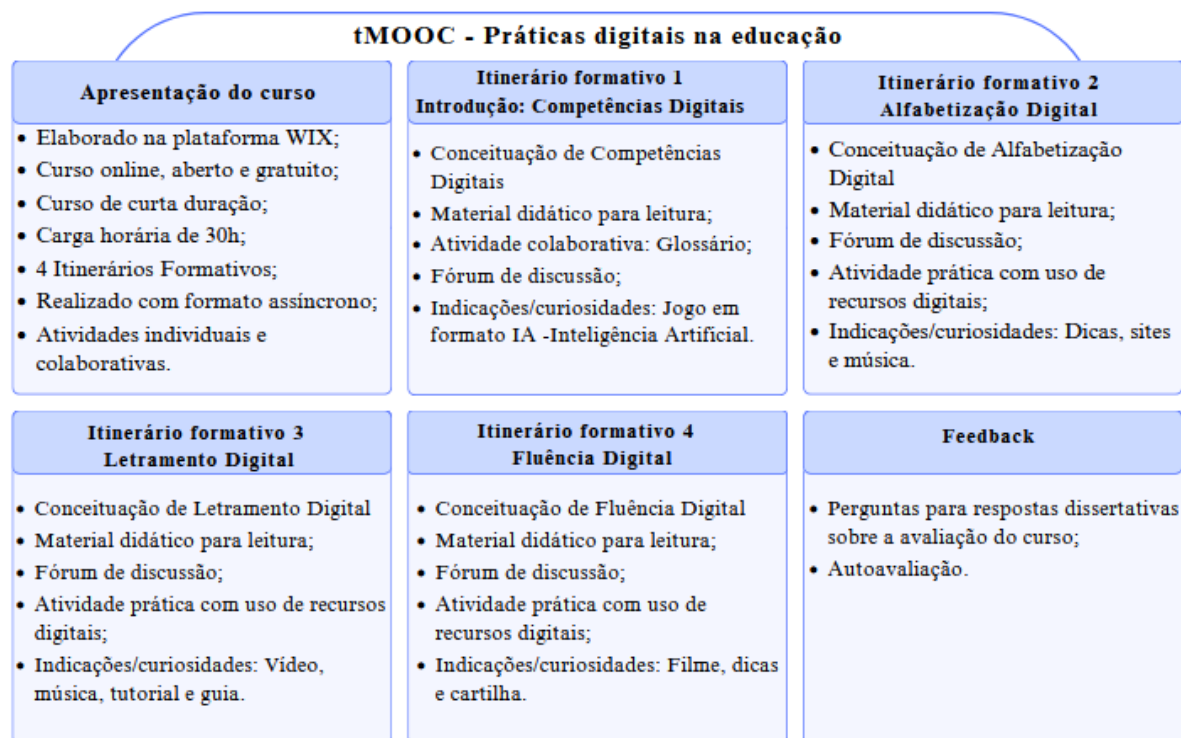 tMOOC - Práticas digitais na educação
Apresentação do curso
• Elaborado na plataforma WIX;
• Curso online, aberto e gratuito;
• Curso de curta duração;
• Carga horária de 30h;
• 4 Itinerários Formativos;
• Realizado com formato assíncrono;
• Atividades individuais e
colaborativas.
Itinerário formativo 1
Introdução: Competências Digitais
• Conceituação de Competências
Digitais
• Material didático para leitura;
• Atividade colaborativa: Glossário;
• Fórum de discussão;
• Indicações/curiosidades: Jogo em
formato IA -Inteligência Artificial.
Itinerário formativo 2
Alfabetização Digital
• Conceituação de Alfabetização
Digital
• Material didático para leitura;
• Fórum de discussão;
• Atividade prática com uso de
recursos digitais;
• Indicações/curiosidades: Dicas, sites
e música.
Itinerário formativo 3
Letramento Digital
• Conceituação de Letramento Digital
• Material didático para leitura;
• Fórum de discussão;
• Atividade prática com uso de recursos
digitais;
• Indicações/curiosidades: Vídeo,
música, tutorial e guia.
Itinerário formativo 4
Fluência Digital
• Conceituação de Fluência Digital
• Material didático para leitura;
• Fórum de discussão;
• Atividade prática com uso de
recursos digitais;
• Indicações/curiosidades: Filme, dicas
e cartilha.
Feedback
• Perguntas para respostas dissertativas
sobre a avaliação do curso;
• Autoavaliação.